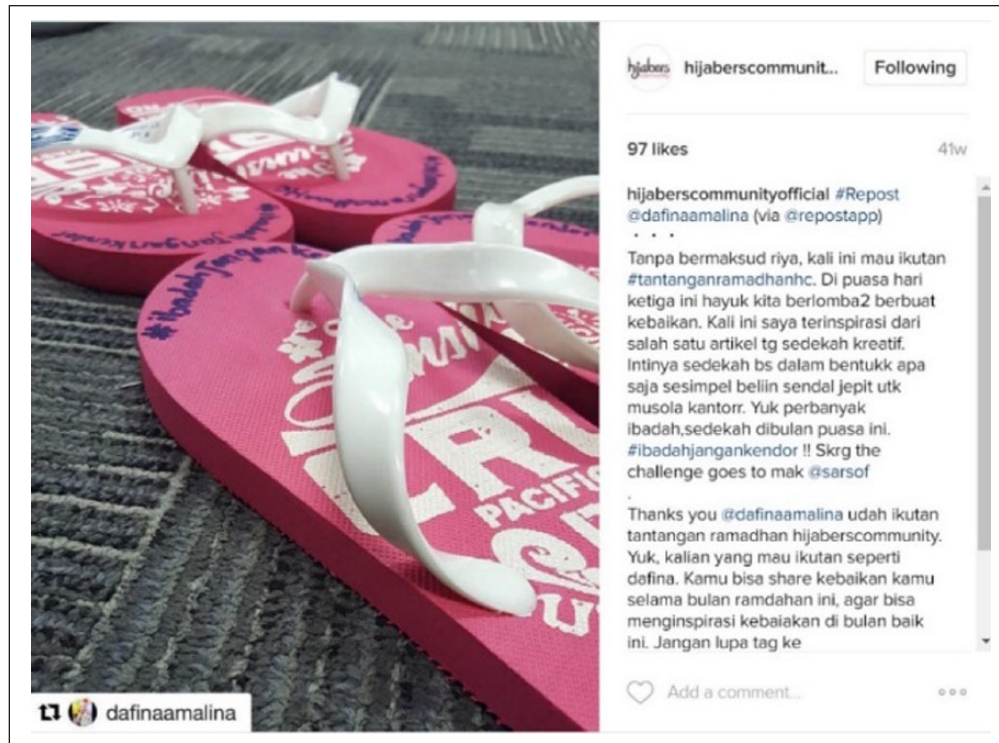 hijabers
hijaberscommunit...
Following
97 likes
41w
hijaberscommunityofficial #Repost
@dafinaamalina (via @repostapp)
・・・
Tanpa bermaksud riya, kali ini mau ikutan
#tantanganramadhanhc. Di puasa hari
ketiga ini hayuk kita berlomba2 berbuat
kebaikan. Kali ini saya terinspirasi dari
salah satu artikel tg sedekah kreatif.
Intinya sedekah bs dalam bentukk apa
saja sesimpel beliin sendal jepit utk
musola kantorr. Yuk perbanyak
ibadah,sedekah dibulan puasa ini.
#ibadahjangankendor !! Skrg the
challenge goes to mak @sarsof
.
Thanks you @dafinaamalina udah ikutan
tantangan ramadhan hijaberscommunity.
Yuk, kalian yang mau ikutan seperti
dafina. Kamu bisa share kebaikan kamu
selama bulan ramdahan ini, agar bisa
menginspirasi kebaiakan di bulan baik
ini. Jangan lupa tag ke
Add a comment...
#ibadah jangan
The
PACIFIC
dafinaamalina